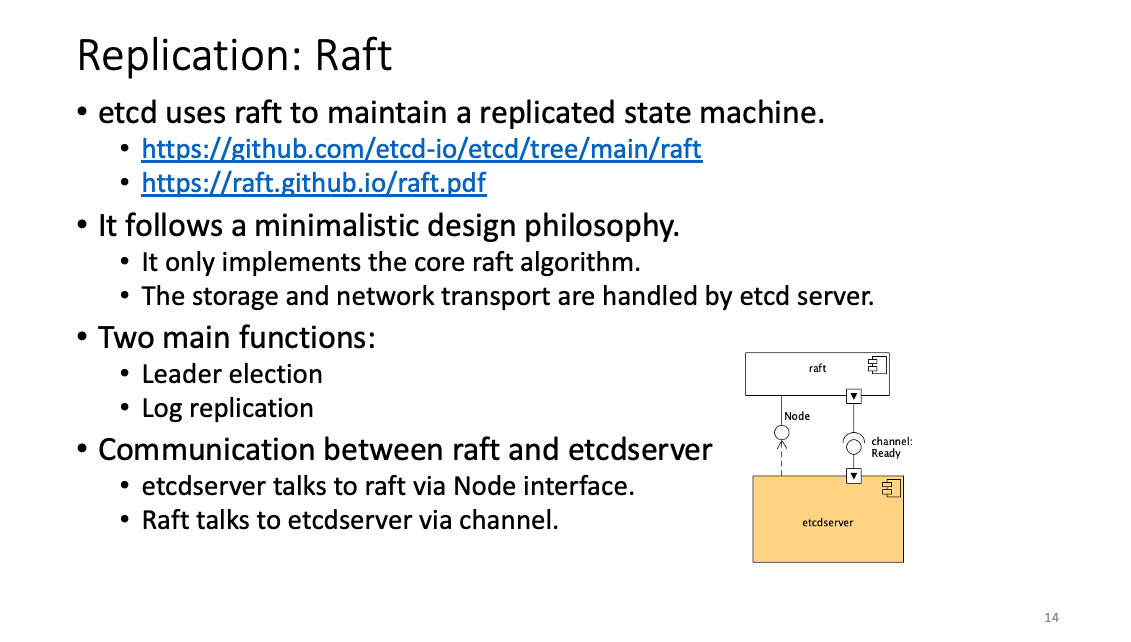 Replication: Raft
• etcd uses raft to maintain a replicated state machine.
• https://github.com/etcd-io/etcd/tree/main/raft
• https://raft.github.io/raft.pdf
• It follows a minimalistic design philosophy.
• It only implements the core raft algorithm.
• The storage and network transport are handled by etcd server.
• Two main functions:
• Leader election
• Log replication
• Communication between raft and etcdserver
• etcdserver talks to raft via Node interface.
• Raft talks to etcdserver via channel.
raft
Node
channel:
Ready
etcdserver
14